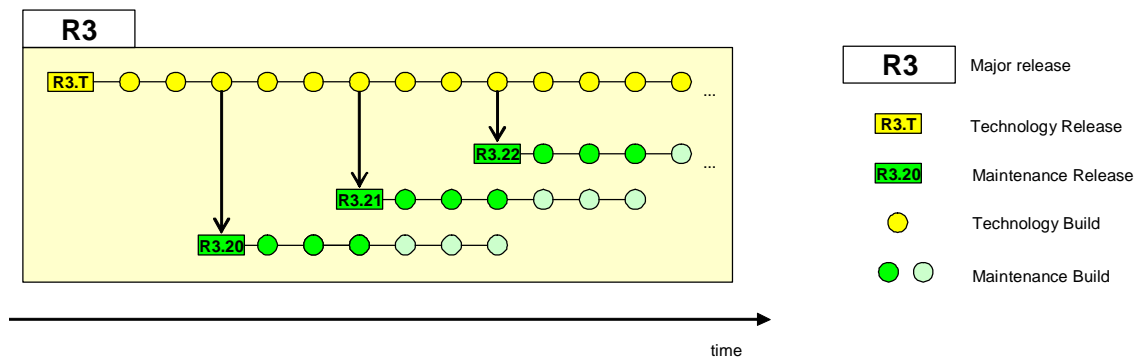 R3
R3.T
...
R3.22
...
R3.21
R3.20
time
R3 Major release
R3.T Technology Release
R3.20 Maintenance Release
Technology Build
Maintenance Build